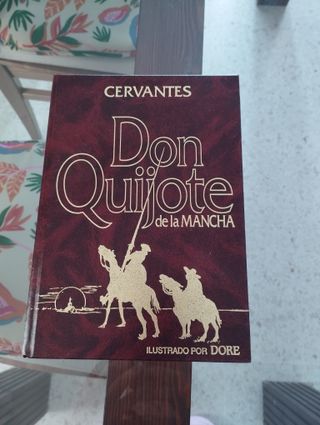 CERVANTES
Don
Quijote
de la MANCHA
ILUSTRADO POR DORE